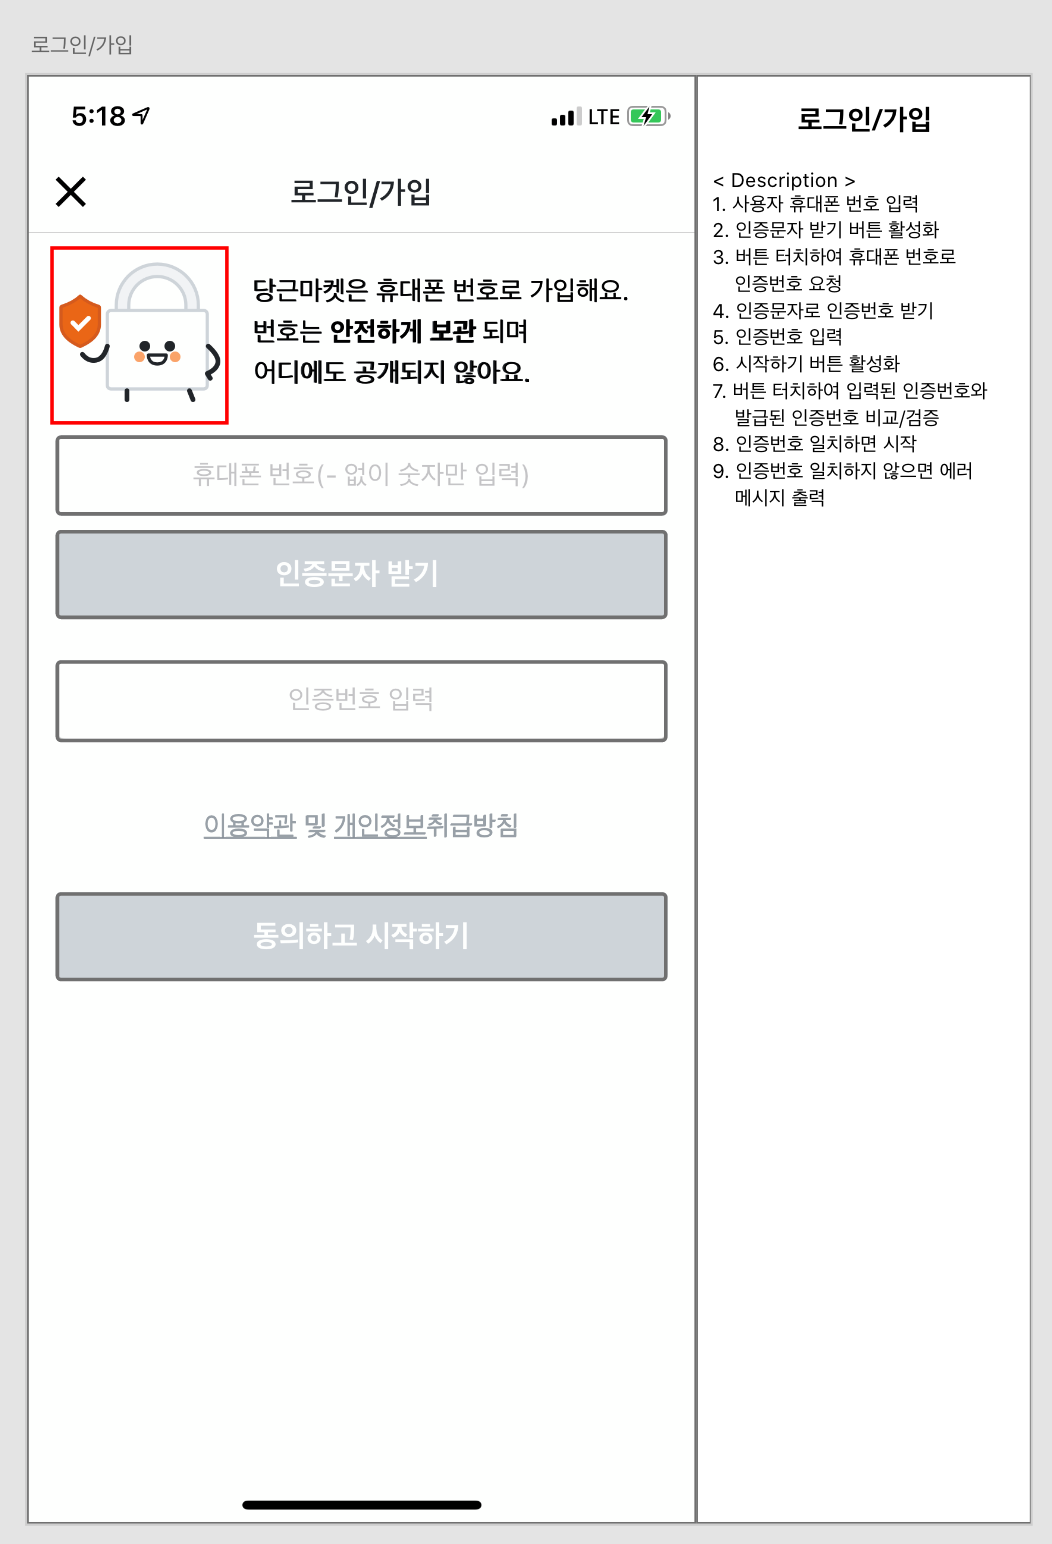 로그인/가입
5:18
LTE
로그인/가입
당근마켓은 휴대폰 번호로 가입해요.
번호는 안전하게 보관 되며
어디에도 공개되지 않아요.
휴대폰 번호(- 없이 숫자만 입력)
인증문자 받기
인증번호 입력
이용약관 및 개인정보취급방침
동의하고 시작하기
로그인/가입
< Description >
1. 사용자 휴대폰 번호 입력
2. 인증문자 받기 버튼 활성화
3. 버튼 터치하여 휴대폰 번호로
인증번호 요청
4. 인증문자로 인증번호 받기
5. 인증번호 입력
6. 시작하기 버튼 활성화
7. 버튼 터치하여 입력된 인증번호와
발급된 인증번호 비교/검증
8. 인증번호 일치하면 시작
9. 인증번호 일치하지 않으면 에러
메시지 출력